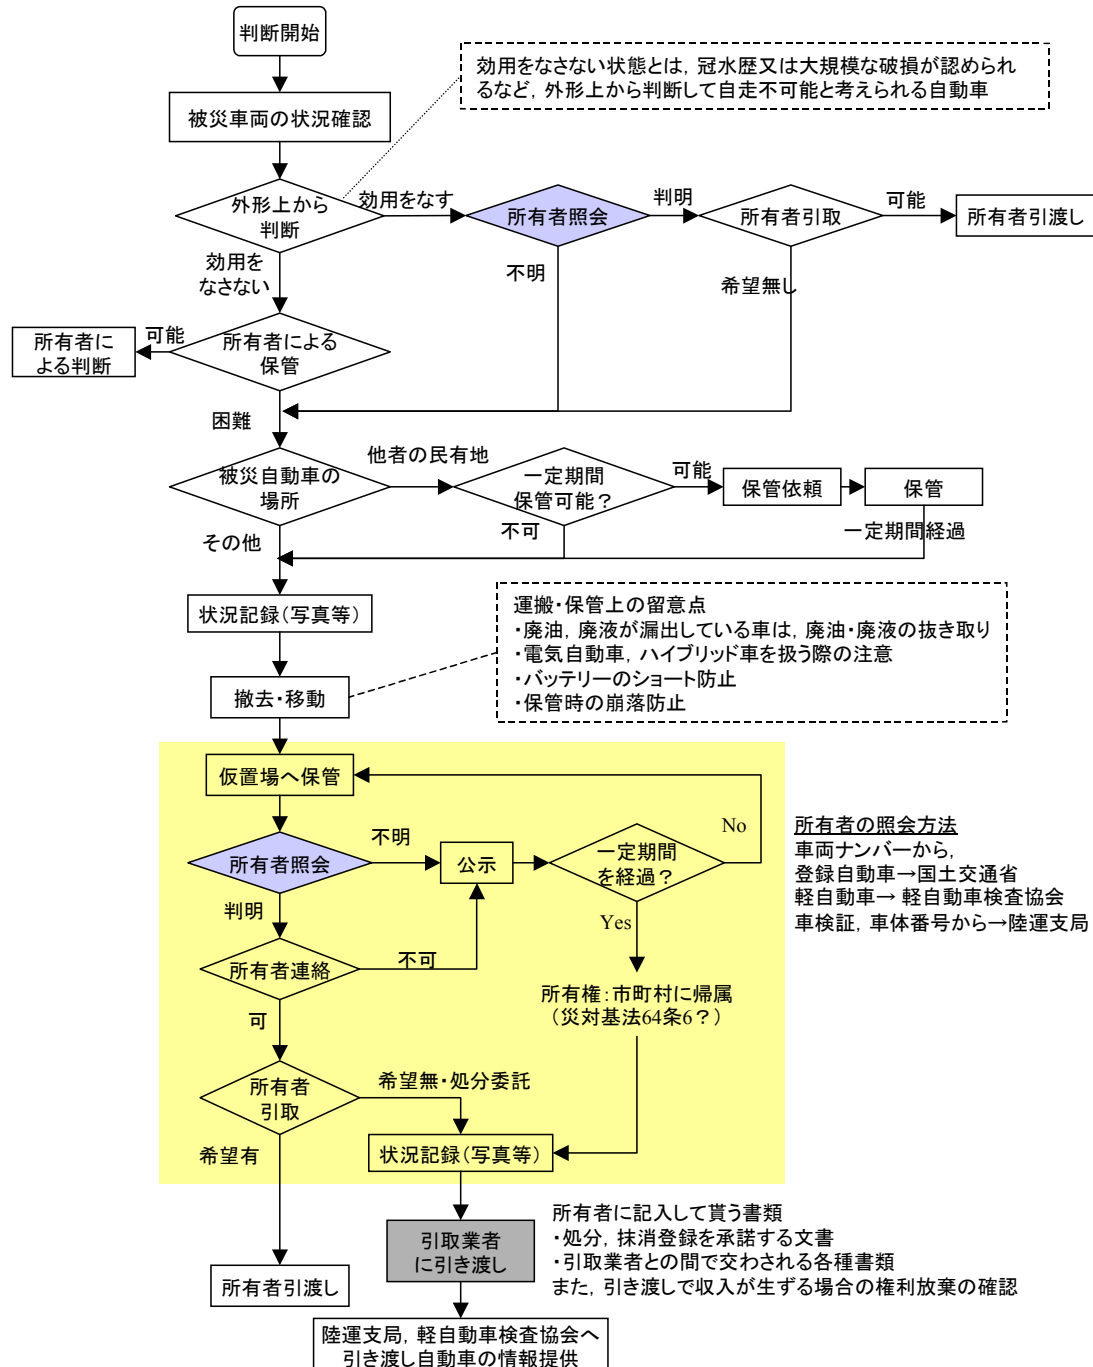 判断開始
効用をなさない状態とは，冠水歴又は大規模な破損が認められ
るなど，外形上から判断して自走不可能と考えられる自動車
被災車両の状況確認
外形上から
判断
効用をなす
所有者照会
判明
所有者引取
可能
所有者引渡し
効用を
なさない
不明
希望無し
所有者に
よる判断
可能
所有者による
保管
困難
被災自動車の
場所
他者の民有地
一定期間
保管可能？
可能
保管依頼
保管
その他
不可
一定期間経過
状況記録（写真等）
運搬・保管上の留意点
・廃油，廃液が漏出している車は，廃油・廃液の抜き取り
・電気自動車，ハイブリッド車を扱う際の注意
・バッテリーのショート防止
・保管時の崩落防止
撤去・移動
仮置場へ保管
No
所有者照会
不明
公示
一定期間
を経過？
所有者の照会方法
車両ナンバーから，
登録自動車→国土交通省
軽自動車→ 軽自動車検査協会
車検証，車体番号から→陸運支局
判明
Yes
所有者連絡
不可
所有権：市町村に帰属
（災対基法64条6？）
可
所有者
引取
希望無・処分委託
希望有
状況記録（写真等）
引取業者
に引き渡し
所有者に記入して貰う書類
・処分，抹消登録を承諾する文書
・引取業者との間で交わされる各種書類
また，引き渡しで収入が生ずる場合の権利放棄の確認
所有者引渡し
陸運支局，軽自動車検査協会へ
引き渡し自動車の情報提供